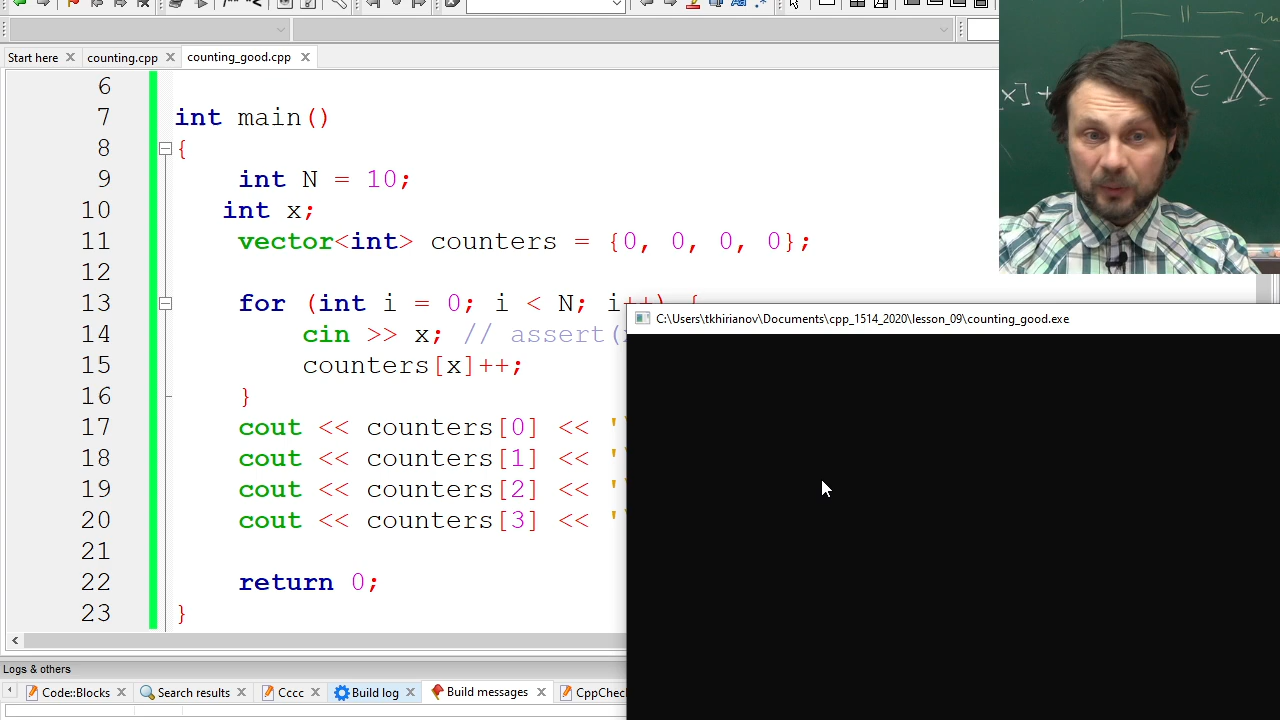 Start here
counting.cpp
counting_good.cpp
6
7 int main()
8 {
9 int N = 10;
10 int x;
11 vector<int> counters = {0, 0, 0, 0};
12
13 for (int i = 0; i < N; i++) {
14 cin >> x; // assert(
15 counters[x]++;
16 }
17 cout << counters[0] << '
18 cout << counters[1] << '
19 cout << counters[2] << '
20 cout << counters[3] << '
21
22 return 0;
23 }
x] +
∈ X
C:\Users\tkhirianov\Documents\cpp_1514_2020\lesson_09\counting_good.exe
Logs & others
Code::Blocks
Search results
Cccc
Build log
Build messages
CppChec